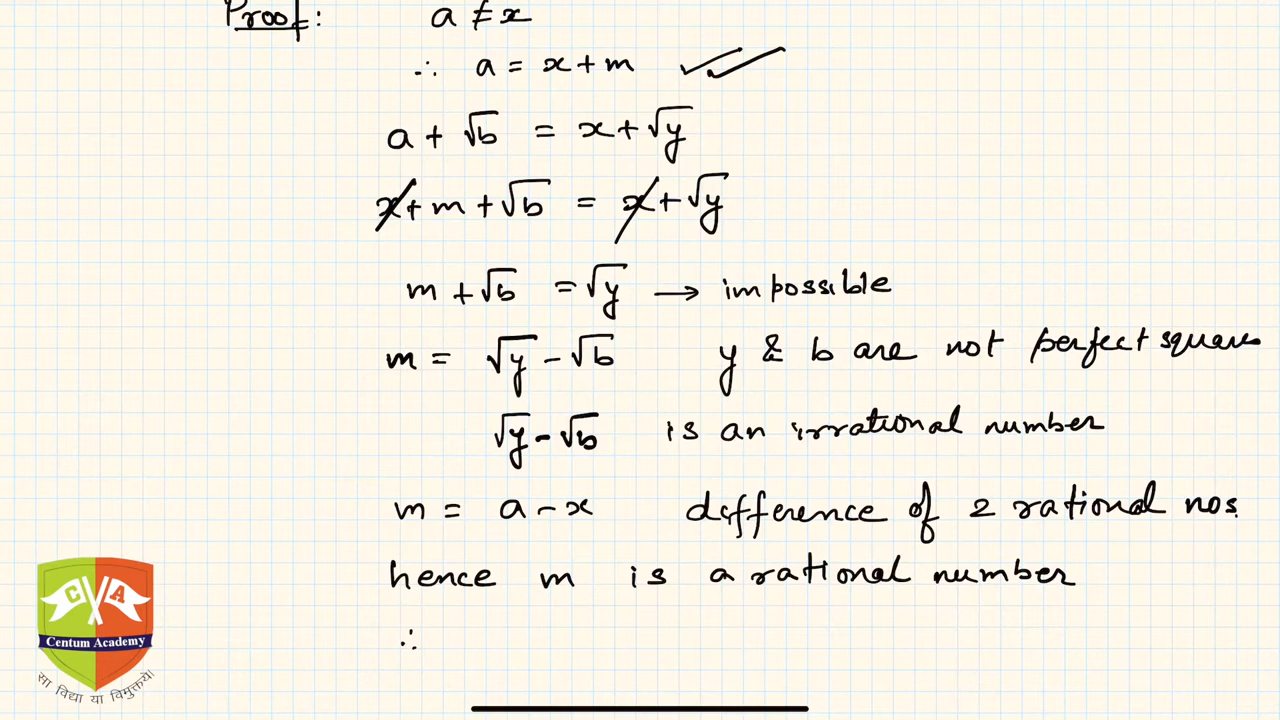 Proof: a ≠ x
∴ a = x + m
a + √b = x + √y
x + m + √b = x + √y
m + √b = √y → impossible
m = √y - √b y & b are not perfect squares
√y - √b is an irrational number
m = a - x difference of 2 rational nos.
hence m is a rational number
∴
C A
Centum Academy
सा विद्या या विमुक्तये।